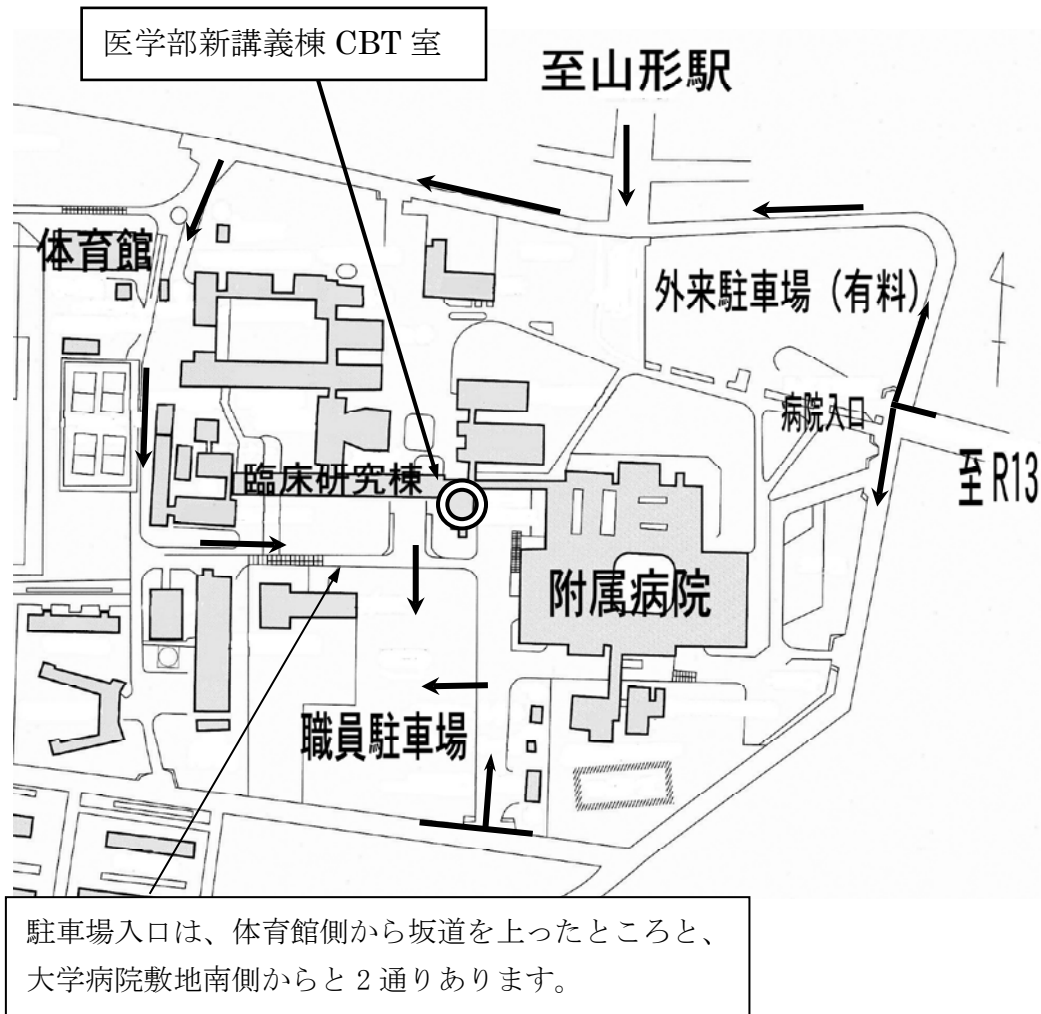 医学部新講義棟 CBT 室
至山形駅
体育館
外来駐車場（有料）
病院入口
臨床研究棟
至 R13
附属病院
職員駐車場
駐車場入口は、体育館側から坂道を上ったところと、
大学病院敷地南側からと 2 通りあります。